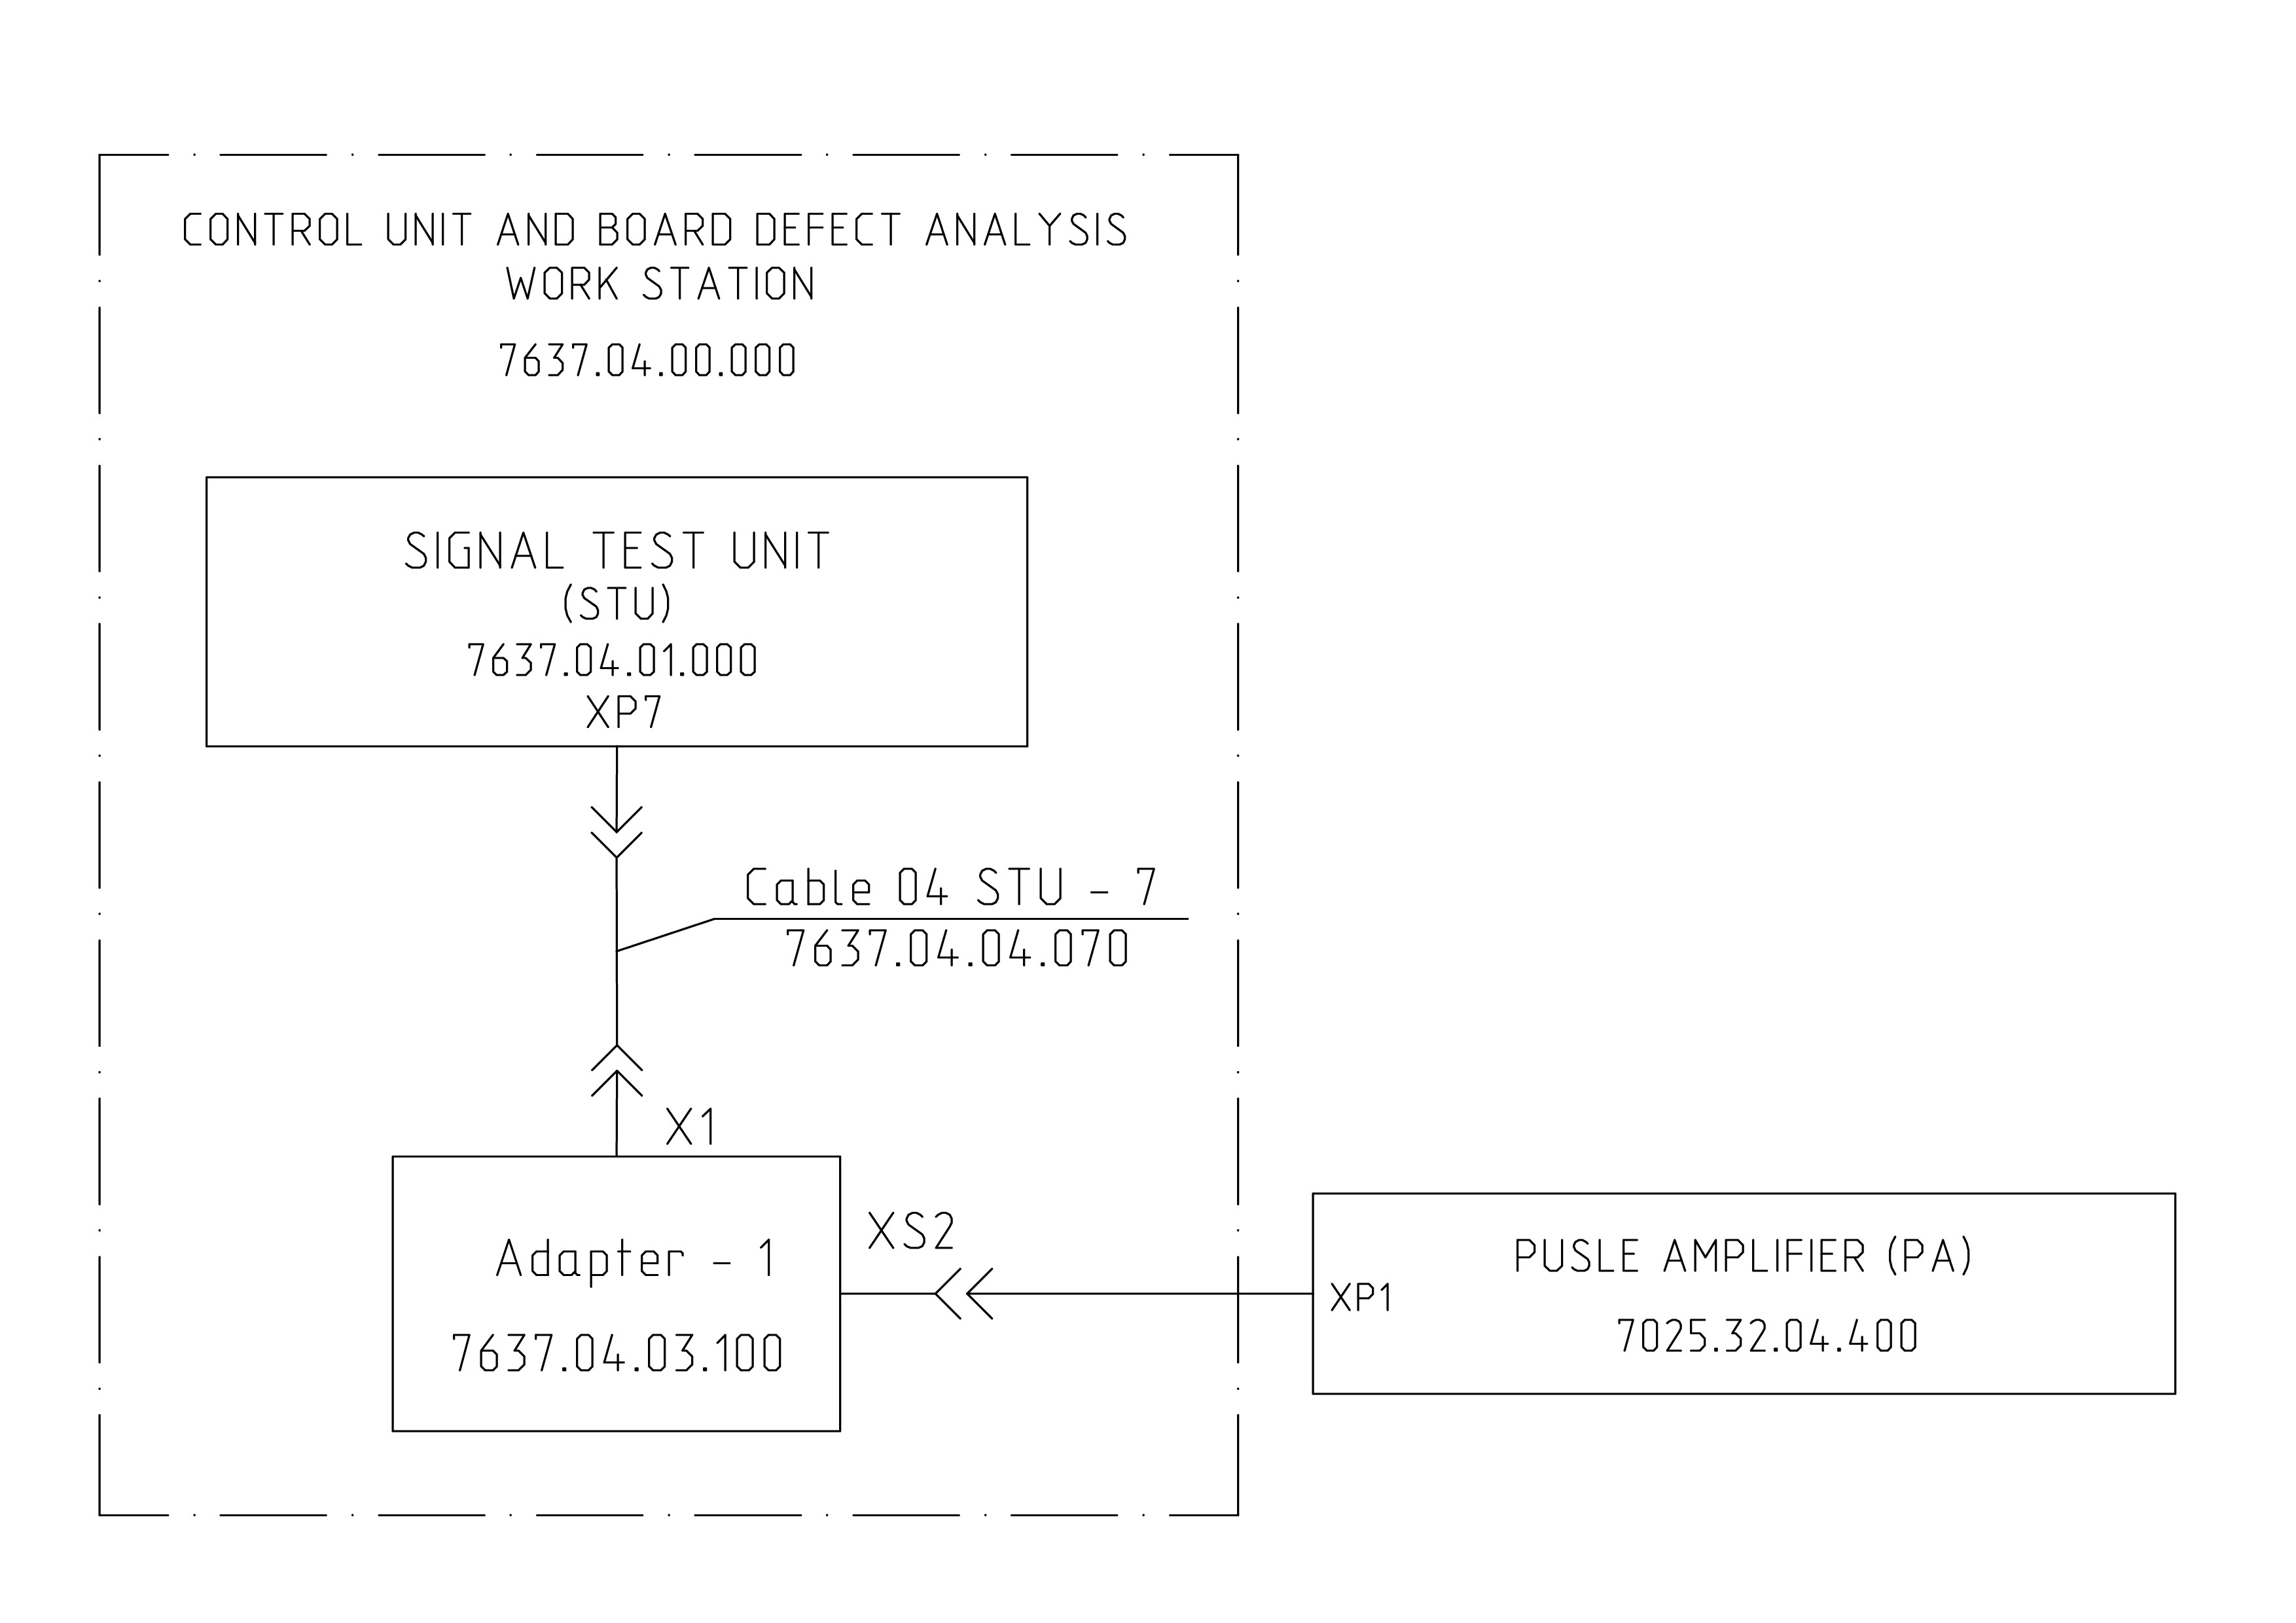 CONTROL UNIT AND BOARD DEFECT ANALYSIS
WORK STATION
7637.04.00.000
SIGNAL TEST UNIT
(STU)
7637.04.01.000
XP7
Cable 04 STU - 7
7637.04.04.070
X1
Adapter - 1
7637.04.03.100
XS2
XP1
PUSLE AMPLIFIER (PA)
7025.32.04.400